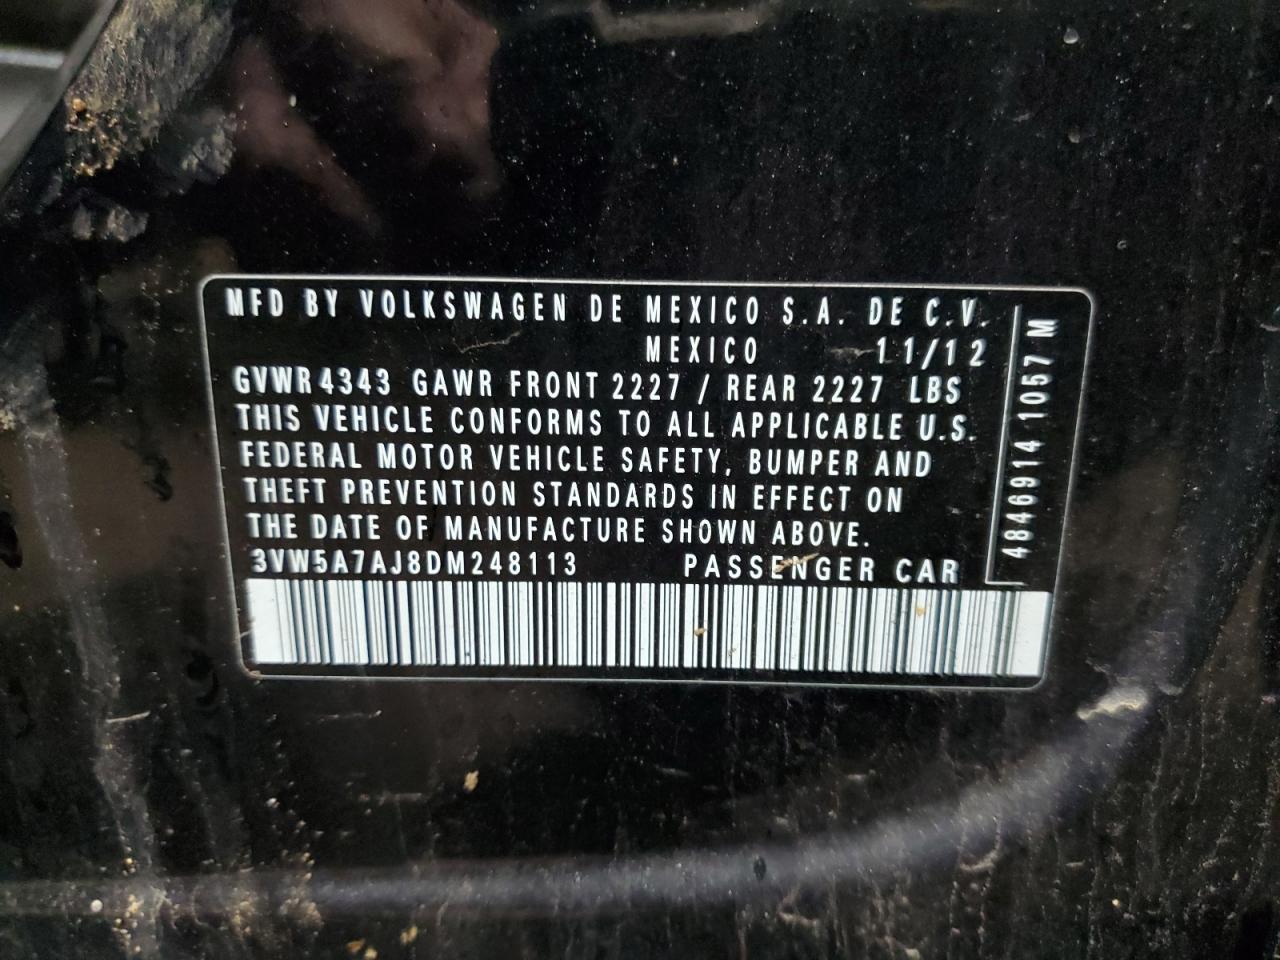 MFD BY VOLKSWAGEN DE MEXICO S.A. DE C.V.
MEXICO 11/12
GVWR 4343 GAWR FRONT 2227 / REAR 2227 LBS
THIS VEHICLE CONFORMS TO ALL APPLICABLE U.S.
FEDERAL MOTOR VEHICLE SAFETY, BUMPER AND
THEFT PREVENTION STANDARDS IN EFFECT ON
THE DATE OF MANUFACTURE SHOWN ABOVE.
3VW5A7AJ8DM248113 PASSENGER CAR
4846914 1057 M